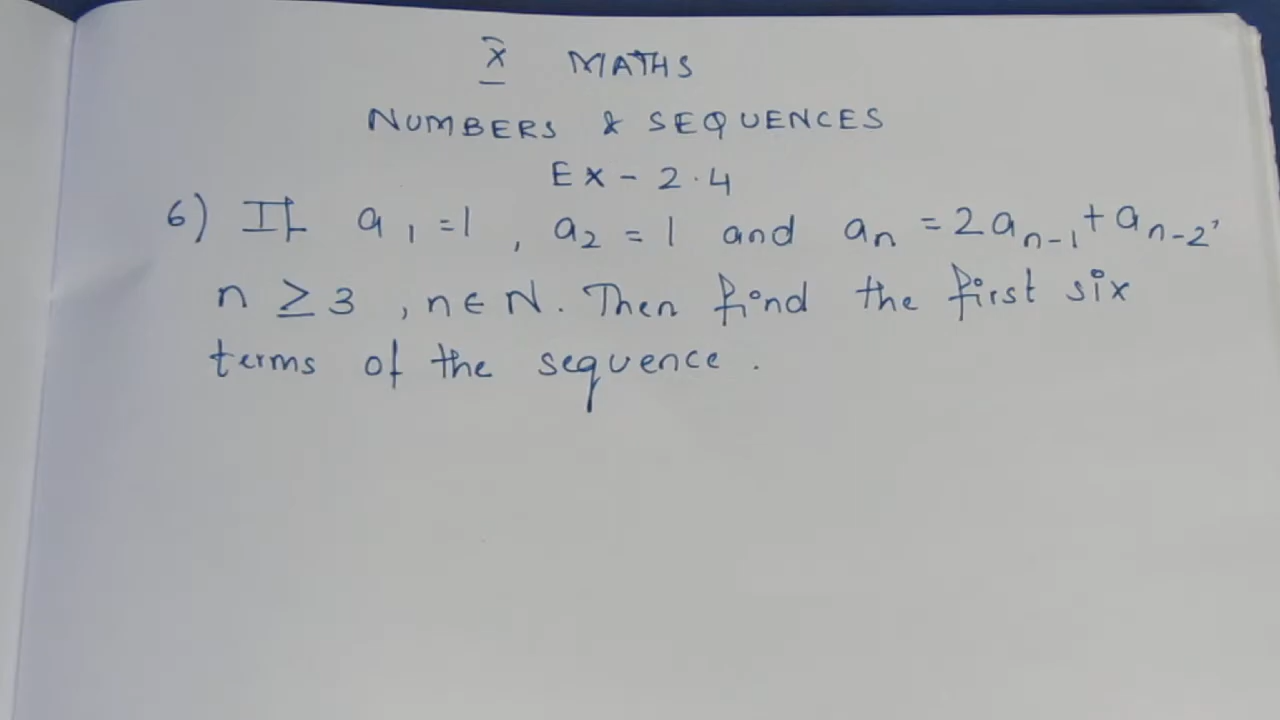 X MATHS
NUMBERS & SEQUENCES
EX - 2.4
6) If a₁ = 1, a₂ = 1 and aₙ = 2aₙ₋₁ + aₙ₋₂,
n ≥ 3, n ∈ N. Then find the first six
terms of the sequence.